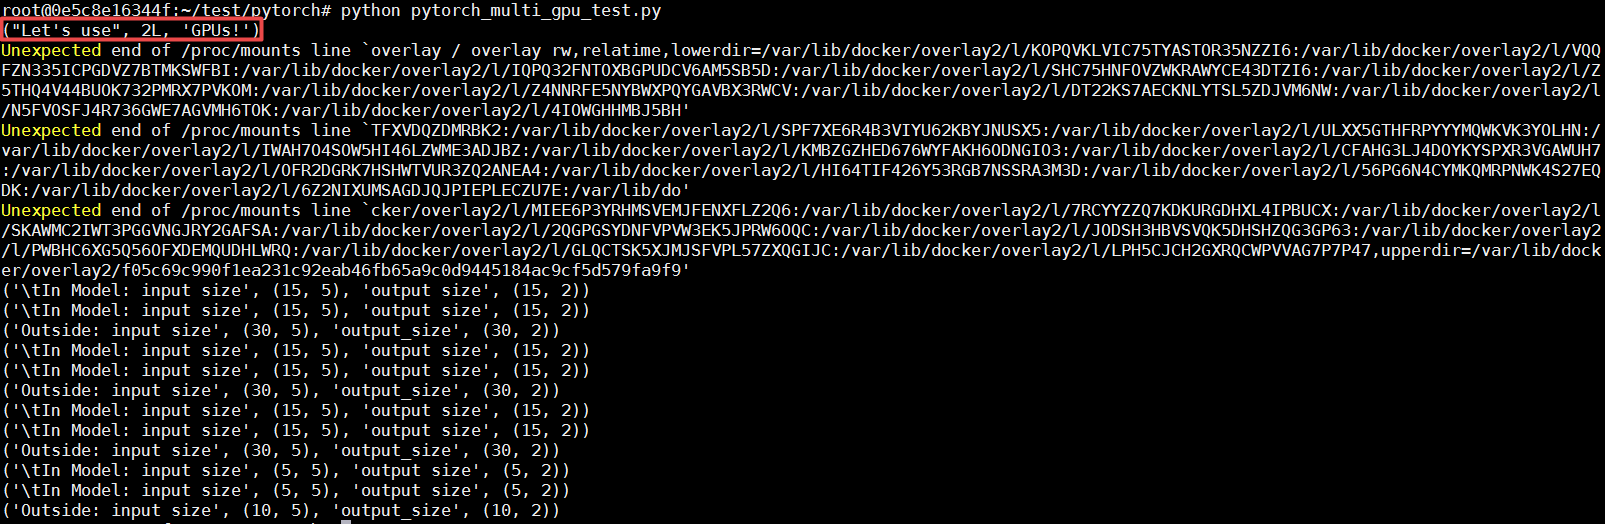 root@0e5c8e16344f:~/test/pytorch# python pytorch_multi_gpu_test.py
("Let's use", 2L, 'GPUs!')
Unexpected end of /proc/mounts line `overlay / overlay rw,relatime,lowerdir=/var/lib/docker/overlay2/l/KOPQVKLVIC75TYASTOR35NZZI6:/var/lib/docker/overlay2/l/VQQ
FZN335ICPGDVZ7BTMKSWFBI:/var/lib/docker/overlay2/l/IQPQ32FNTOXBGPUDCV6AM5SB5D:/var/lib/docker/overlay2/l/SHC75HNFOVZWKRAWYCE43DTZI6:/var/lib/docker/overlay2/l/Z
5THQ4V44BUOK732PMRX7PVKOM:/var/lib/docker/overlay2/l/Z4NNRFE5NYBWXPQYGAVBX3RWCV:/var/lib/docker/overlay2/l/DT22KS7AECKNLYTSL5ZDJVM6NW:/var/lib/docker/overlay2/l
/N5FVOSFJ4R736GWE7AGVMH6TOK:/var/lib/docker/overlay2/l/4IOWGHHMBJ5BH'
Unexpected end of /proc/mounts line `TFXVDQZDMRBK2:/var/lib/docker/overlay2/l/SPF7XE6R4B3VIYU62KBYJNUSX5:/var/lib/docker/overlay2/l/ULXX5GTHFRPYYYMQWKVK3YOLHN:/
var/lib/docker/overlay2/l/IWAH7O4SOW5HI46LZWME3ADJBZ:/var/lib/docker/overlay2/l/KMBZGZHED676WYFAKH6ODNGIO3:/var/lib/docker/overlay2/l/CFAHG3LJ4DOYKYSPXR3VGAWUH7
:/var/lib/docker/overlay2/l/OFR2DGRK7HSHWTVUR3ZQ2ANEA4:/var/lib/docker/overlay2/l/HI64TIF426Y53RGB7NSSRA3M3D:/var/lib/docker/overlay2/l/56PG6N4CYMKQMRPNWK4S27EQ
DK:/var/lib/docker/overlay2/l/6Z2NIXUMSAGDJQJPIEPLECZU7E:/var/lib/do'
Unexpected end of /proc/mounts line `cker/overlay2/l/MIEE6P3YRHMSVEMJFENXFLZ2Q6:/var/lib/docker/overlay2/l/7RCYYZZQ7KDKURGDHXL4IPBUCX:/var/lib/docker/overlay2/l
/SKAWMC2IWT3PGGVNGJRY2GAFSA:/var/lib/docker/overlay2/l/2QGPGSYDNFVPVW3EK5JPRW6OQC:/var/lib/docker/overlay2/l/JODSH3HBVSVQK5DHSHZQG3GP63:/var/lib/docker/overlay2
/l/PWBHC6XG5Q56OFXDEMQUDHLWRQ:/var/lib/docker/overlay2/l/GLQCTSK5XJMJSFVPL57ZXQGIJC:/var/lib/docker/overlay2/l/LPH5CJCH2GXRQCWPVVAG7P7P47,upperdir=/var/lib/dock
er/overlay2/f05c69c990f1ea231c92eab46fb65a9c0d9445184ac9cf5d579fa9f9'
('\tIn Model: input size', (15, 5), 'output size', (15, 2))
('\tIn Model: input size', (15, 5), 'output size', (15, 2))
('Outside: input size', (30, 5), 'output_size', (30, 2))
('\tIn Model: input size', (15, 5), 'output size', (15, 2))
('\tIn Model: input size', (15, 5), 'output size', (15, 2))
('Outside: input size', (30, 5), 'output_size', (30, 2))
('\tIn Model: input size', (15, 5), 'output size', (15, 2))
('\tIn Model: input size', (15, 5), 'output size', (15, 2))
('Outside: input size', (30, 5), 'output_size', (30, 2))
('\tIn Model: input size', (5, 5), 'output size', (5, 2))
('\tIn Model: input size', (5, 5), 'output size', (5, 2))
('Outside: input size', (10, 5), 'output_size', (10, 2))